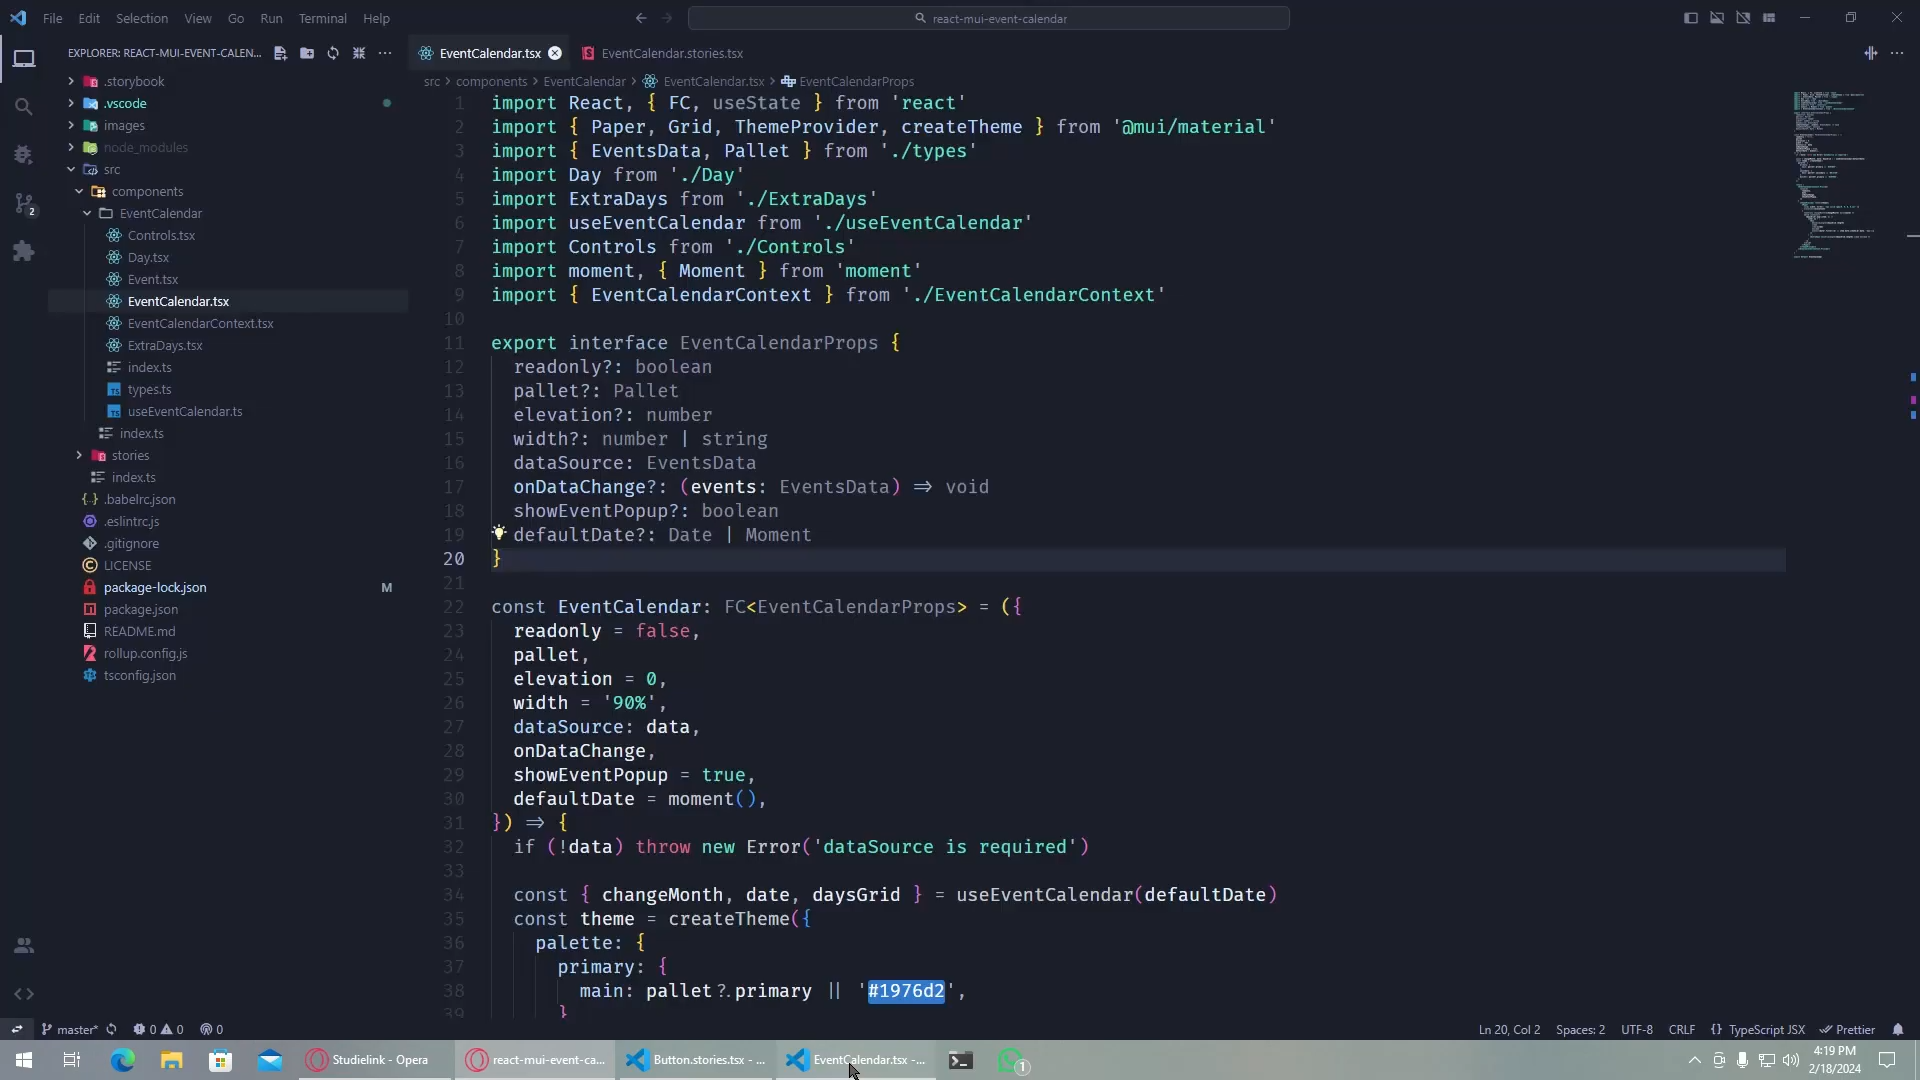 File Edit Selection View Go Run Terminal Help
react-mui-event-calendar
EXPLORER: REACT-MUI-EVENT-CALEN...
EventCalendar.tsx
EventCalendar.stories.tsx
src > components > EventCalendar > EventCalendar.tsx > EventCalendarProps
.storybook
.vscode
images
node_modules
src
components
EventCalendar
Controls.tsx
Day.tsx
Event.tsx
EventCalendar.tsx
EventCalendarContext.tsx
ExtraDays.tsx
index.ts
types.ts
useEventCalendar.ts
index.ts
stories
index.ts
.babelrc.json
.eslintrc.js
.gitignore
LICENSE
package-lock.json M
package.json
README.md
rollup.config.js
tsconfig.json
2
1 import React, { FC, useState } from 'react'
2 import { Paper, Grid, ThemeProvider, createTheme } from '@mui/material'
3 import { EventsData, Pallet } from './types'
4 import Day from './Day'
5 import ExtraDays from './ExtraDays'
6 import useEventCalendar from './useEventCalendar'
7 import Controls from './Controls'
8 import moment, { Moment } from 'moment'
9 import { EventCalendarContext } from './EventCalendarContext'
10
11 export interface EventCalendarProps {
12 readonly?: boolean
13 pallet?: Pallet
14 elevation?: number
15 width?: number | string
16 dataSource: EventsData
17 onDataChange?: (events: EventsData) => void
18 showEventPopup?: boolean
19 defaultDate?: Date | Moment
20 }
21
22 const EventCalendar: FC<EventCalendarProps> = ({
23 readonly = false,
24 pallet,
25 elevation = 0,
26 width = '90%',
27 dataSource: data,
28 onDataChange,
29 showEventPopup = true,
30 defaultDate = moment(),
31 }) => {
32 if (!data) throw new Error('dataSource is required')
33
34 const { changeMonth, date, daysGrid } = useEventCalendar(defaultDate)
35 const theme = createTheme({
36 palette: {
37 primary: {
38 main: pallet?.primary || '#1976d2',
39 }
master* 0 0 0
Ln 20, Col 2 Spaces: 2 UTF-8 CRLF {} TypeScript JSX Prettier
Studielink - Opera
react-mui-event-ca...
Button.stories.tsx - ...
EventCalendar.tsx -...
1
4:19 PM
2/18/2024